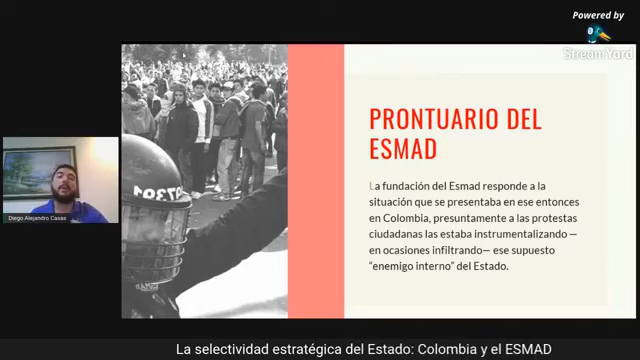 Powered by
StreamYard
PRONTUARIO DEL
ESMAD
La fundación del Esmad responde a la
situación que se presentaba en ese entonces
en Colombia, presuntamente a las protestas
ciudadanas las estaba instrumentalizando —
en ocasiones infiltrando— ese supuesto
“enemigo interno” del Estado.
Diego Alejandro Casas
La selectividad estratégica del Estado: Colombia y el ESMAD